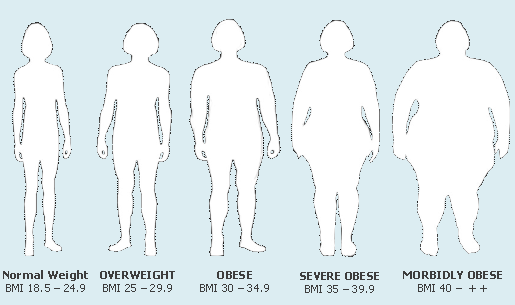 Normal Weight
BMI 18.5 – 24.9
OVERWEIGHT
BMI 25 – 29.9
OBESE
BMI 30 – 34.9
SEVERE OBESE
BMI 35 – 39.9
MORBIDLY OBESE
BMI 40 – ++